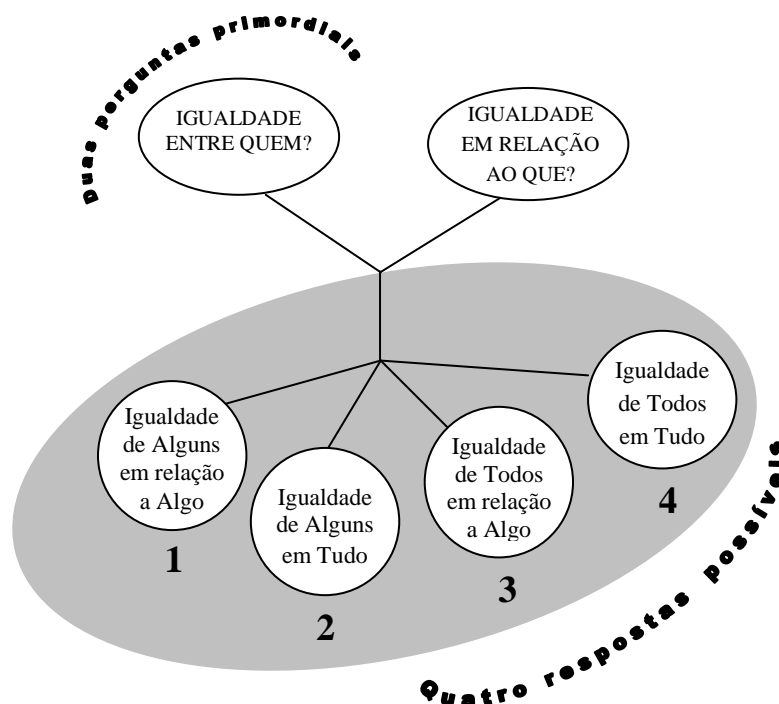 Duas perguntas primordiais
IGUALDADE
ENTRE QUEM?
IGUALDADE
EM RELAÇÃO
AO QUE?
Igualdade
de Alguns
em relação
a Algo
1
Igualdade
de Alguns
em Tudo
2
Igualdade
de Todos
em relação
a Algo
3
Igualdade
de Todos
em Tudo
4
Quatro respostas possíveis